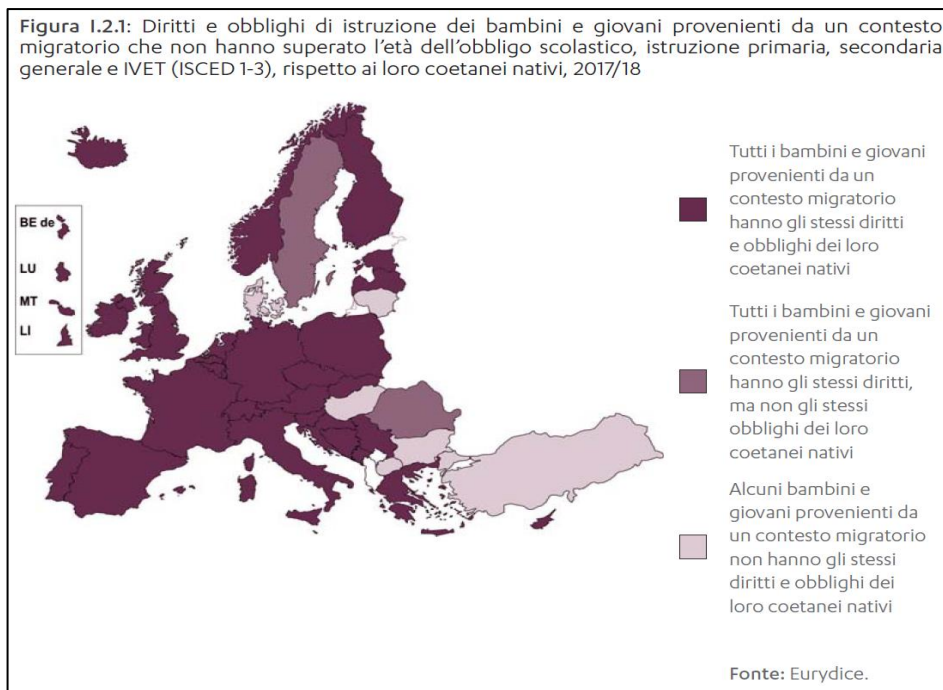 Figura I.2.1: Diritti e obblighi di istruzione dei bambini e giovani provenienti da un contesto
migratorio che non hanno superato l'età dell'obbligo scolastico, istruzione primaria, secondaria
generale e IVET (ISCED 1-3), rispetto ai loro coetanei nativi, 2017/18
BE de
LU
MT
LI
Tutti i bambini e giovani
provenienti da un
contesto migratorio
hanno gli stessi diritti
e obblighi dei loro
coetanei nativi
Tutti i bambini e giovani
provenienti da un
contesto migratorio
hanno gli stessi diritti,
ma non gli stessi
obblighi dei loro
coetanei nativi
Alcuni bambini e
giovani provenienti da
un contesto migratorio
non hanno gli stessi
diritti e obblighi dei
loro coetanei nativi
Fonte: Eurydice.